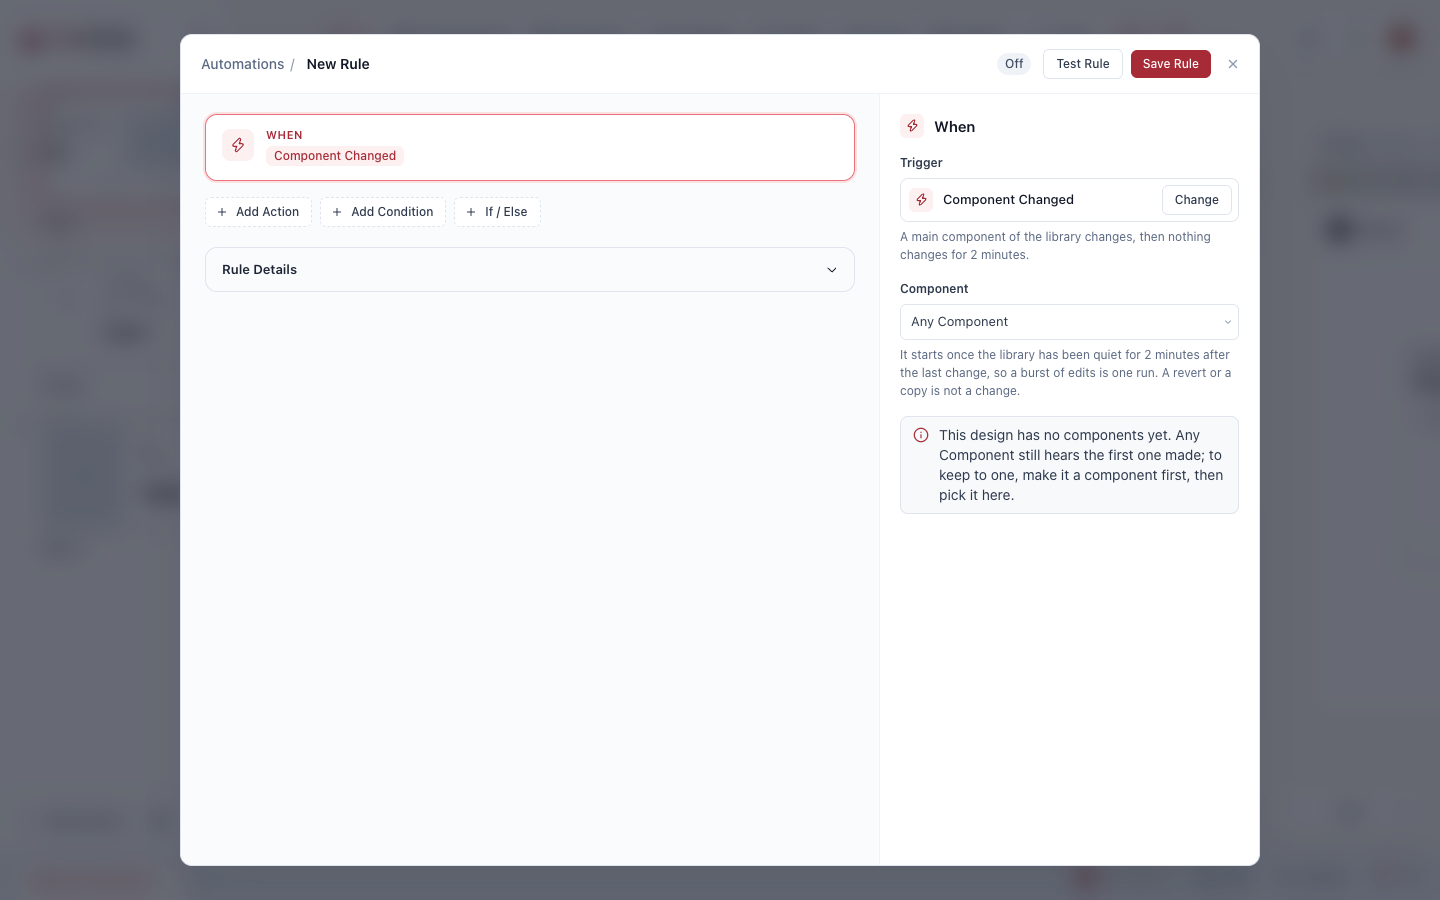 Automations / New Rule
Off
Test Rule
Save Rule
WHEN
Component Changed
Add Action
Add Condition
If / Else
Rule Details
When
Trigger
Component Changed
Change
A main component of the library changes, then nothing
changes for 2 minutes.
Component
Any Component
It starts once the library has been quiet for 2 minutes after
the last change, so a burst of edits is one run. A revert or a
copy is not a change.
This design has no components yet. Any
Component still hears the first one made; to
keep to one, make it a component first, then
pick it here.